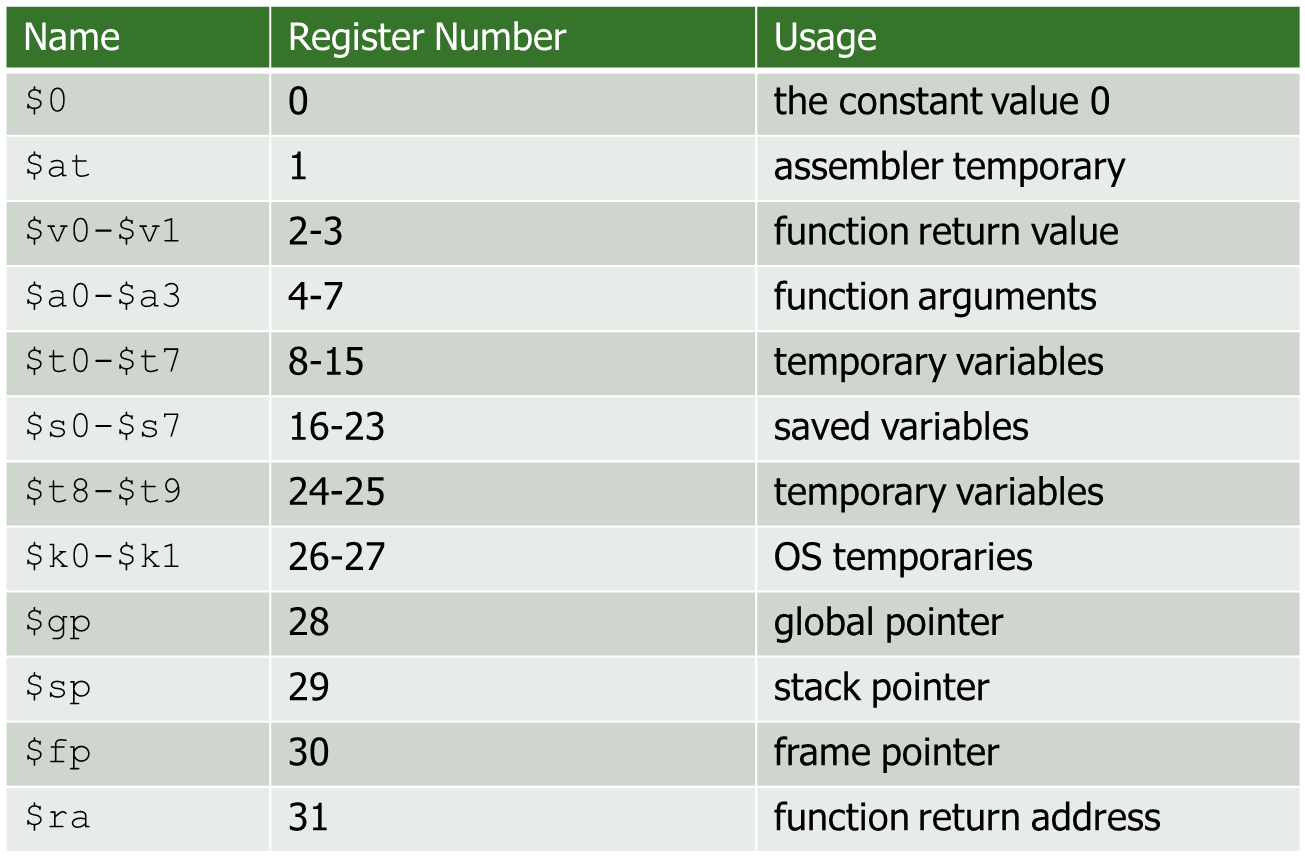 Name Register Number Usage
$0 0 the constant value 0
$at 1 assembler temporary
$v0-$v1 2-3 function return value
$a0-$a3 4-7 function arguments
$t0-$t7 8-15 temporary variables
$s0-$s7 16-23 saved variables
$t8-$t9 24-25 temporary variables
$k0-$k1 26-27 OS temporaries
$gp 28 global pointer
$sp 29 stack pointer
$fp 30 frame pointer
$ra 31 function return address